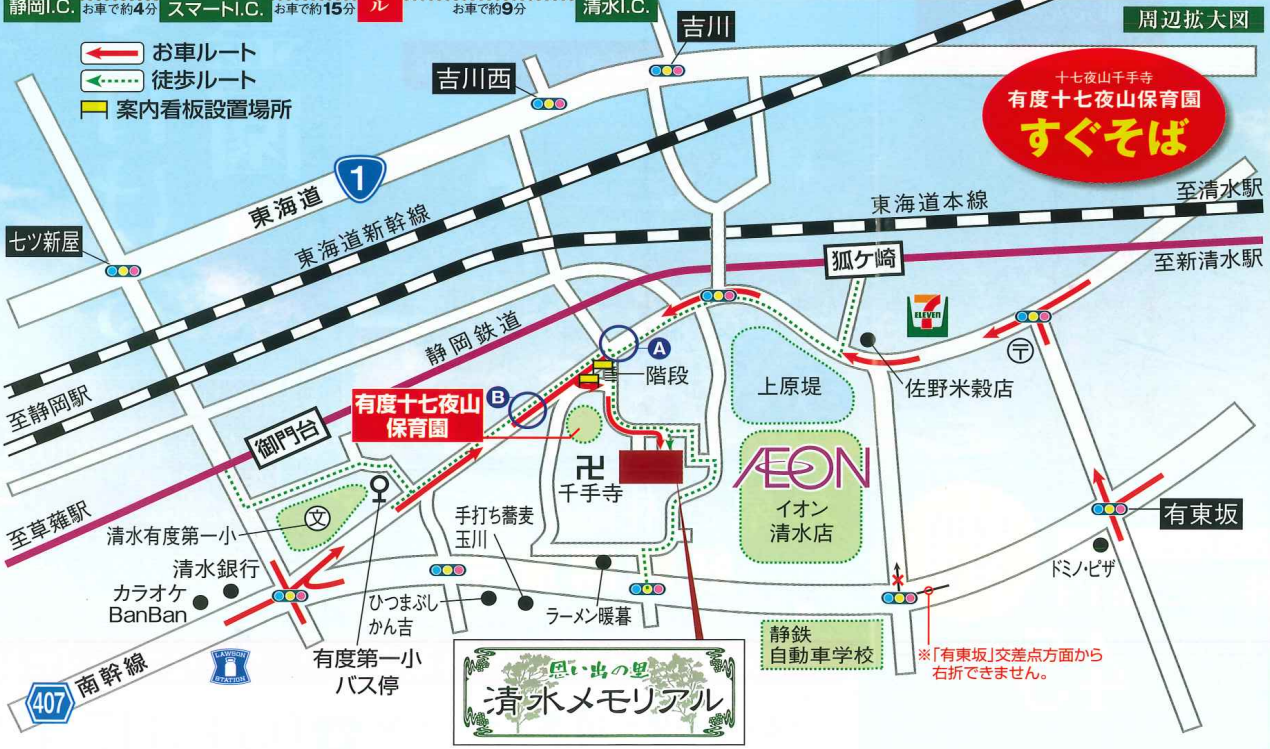 静岡I.C.
お車で約4分
スマートI.C.
お車で約15分
ル
お車で約9分
清水I.C.
周辺拡大図
お車ルート
徒歩ルート
案内看板設置場所
吉川
吉川西
十七夜山千手寺
有度十七夜山保育園
すぐそば
1
東海道
七ツ新屋
東海道新幹線
東海道本線
至清水駅
至新清水駅
狐ケ崎
静岡鉄道
7
ELEVEN
〒
A
階段
佐野米穀店
上原堤
至静岡駅
B
有度十七夜山
保育園
御門台
卍
千手寺
ÆON
イオン
清水店
至草薙駅
文
清水有度第一小
手打ち蕎麦
玉川
有東坂
清水銀行
カラオケ
BanBan
ドミノ・ピザ
ひつまぶし
かん吉
ラーメン暖暮
有度第一小
バス停
LAWSON
STATION
407
南幹線
静鉄
自動車学校
※「有東坂」交差点方面から
右折できません。
思い出の里
清水メモリアル